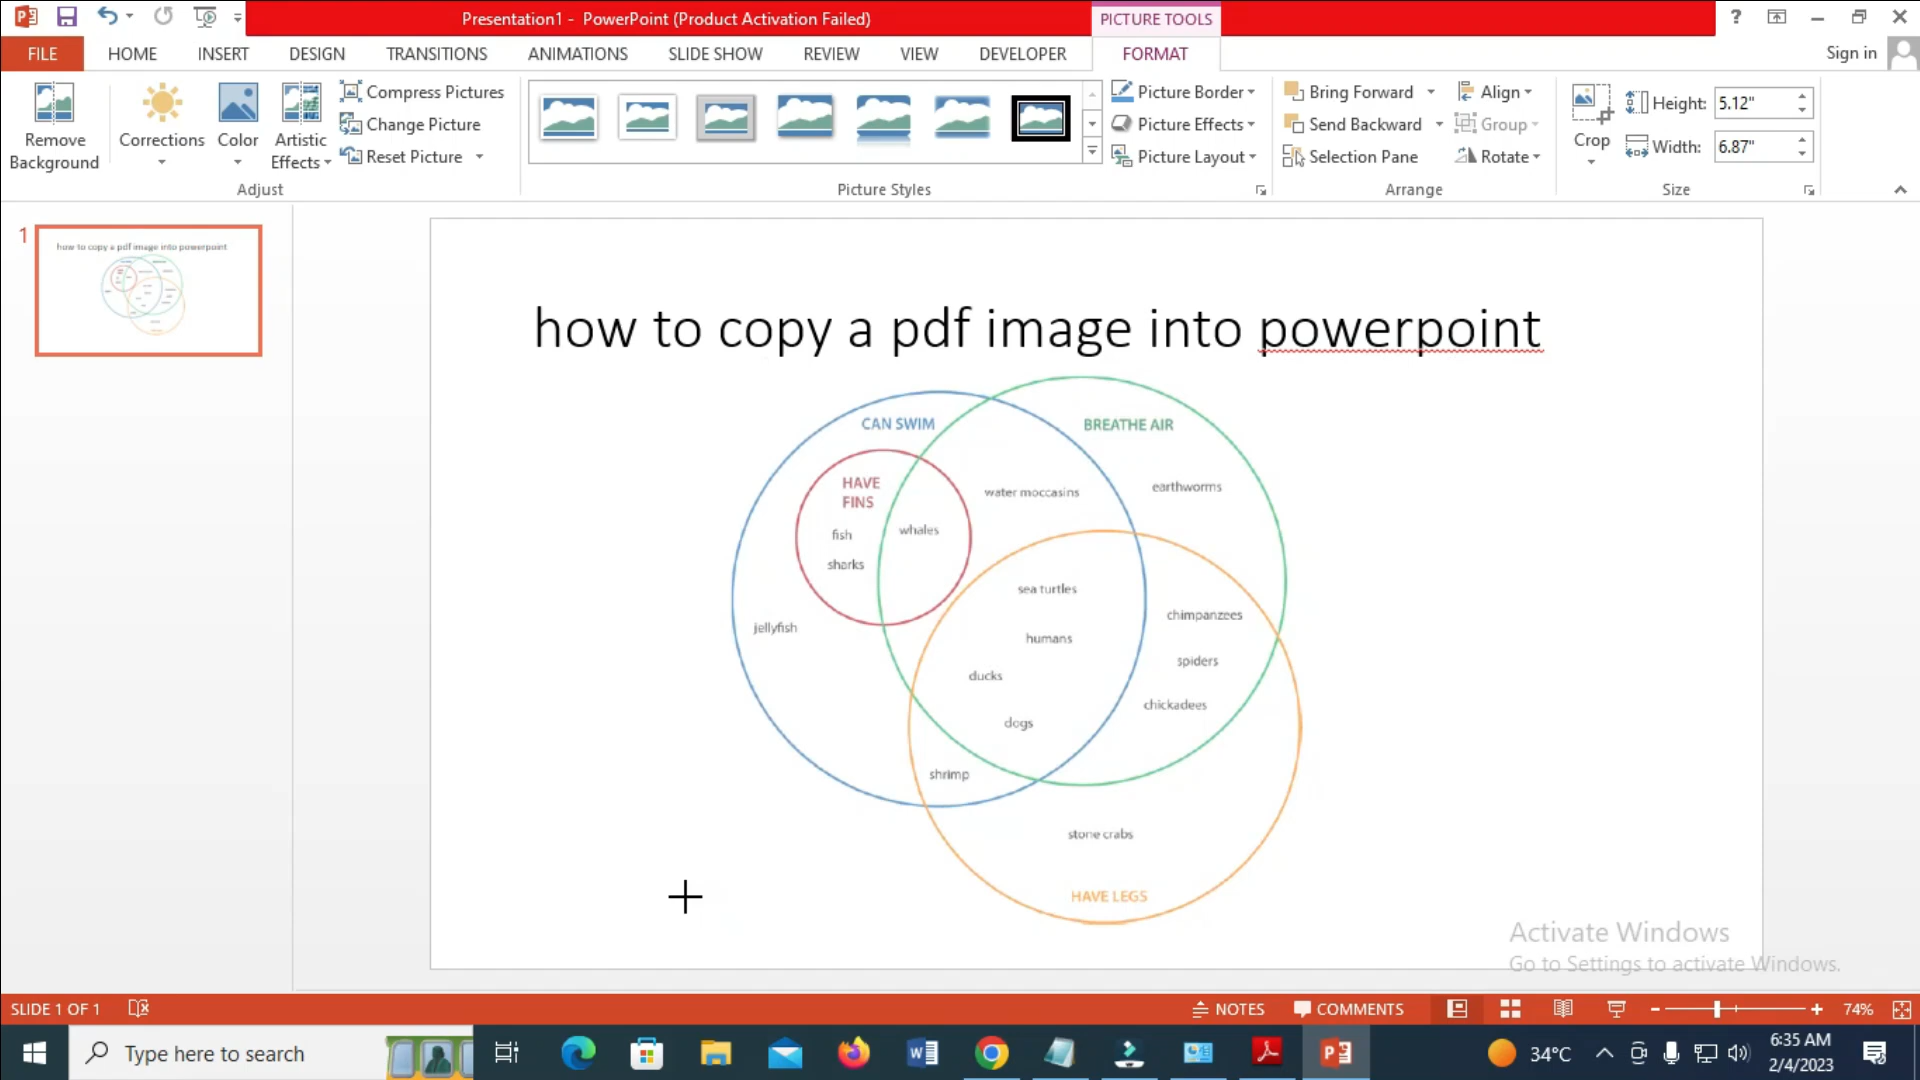 Presentation1 - PowerPoint (Product Activation Failed)
PICTURE TOOLS
?
FILE
HOME
INSERT
DESIGN
TRANSITIONS
ANIMATIONS
SLIDE SHOW
REVIEW
VIEW
DEVELOPER
FORMAT
Sign in
Remove
Background
Corrections
Color
Artistic
Effects
Compress Pictures
Change Picture
Reset Picture
Adjust
Picture Styles
Picture Border
Picture Effects
Picture Layout
Bring Forward
Send Backward
Selection Pane
Align
Group
Rotate
Arrange
Crop
Height: 5.12"
Width: 6.87"
Size
1
how to copy a pdf image into powerpoint
how to copy a pdf image into powerpoint
CAN SWIM
BREATHE AIR
HAVE
FINS
fish
sharks
whales
water moccasins
earthworms
jellyfish
sea turtles
humans
ducks
dogs
chimpanzees
spiders
chickadees
shrimp
stone crabs
HAVE LEGS
Activate Windows
Go to Settings to activate Windows.
SLIDE 1 OF 1
NOTES
COMMENTS
74%
Type here to search
34°C
6:35 AM
2/4/2023